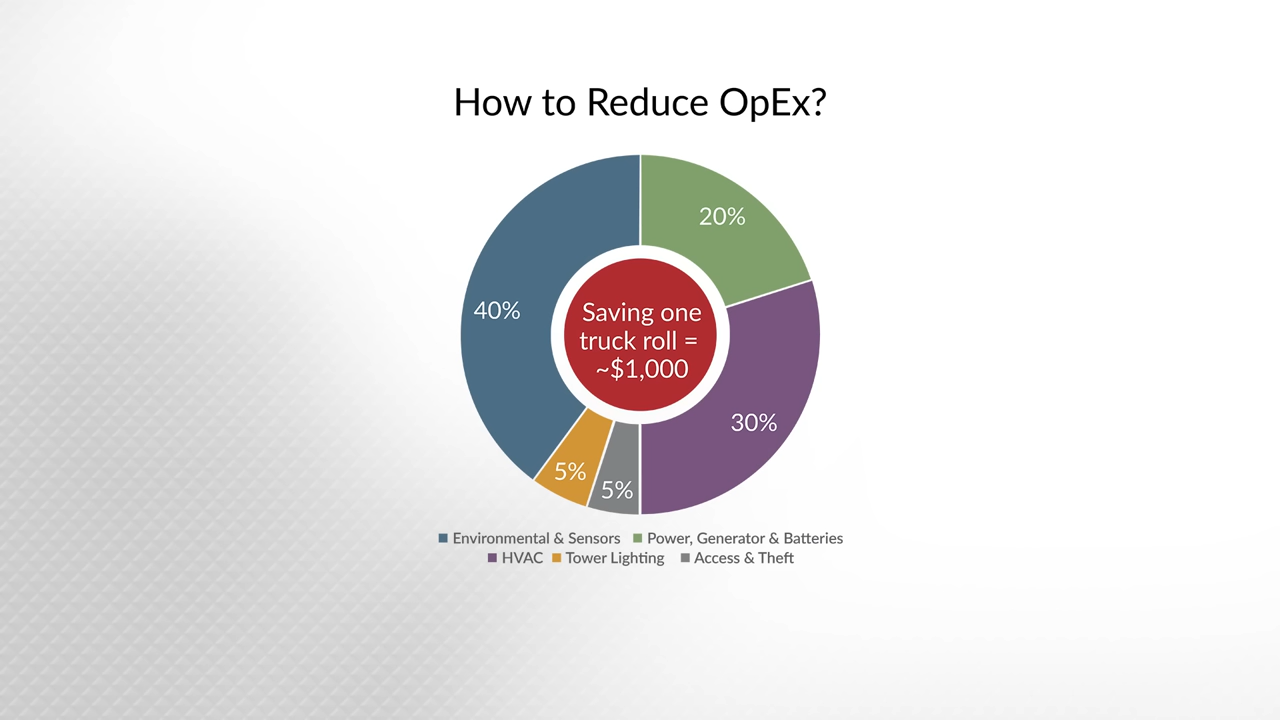 How to Reduce OpEx?
20%
40%
Saving one
truck roll =
~$1,000
30%
5%
5%
Environmental & Sensors Power, Generator & Batteries
HVAC Tower Lighting Access & Theft